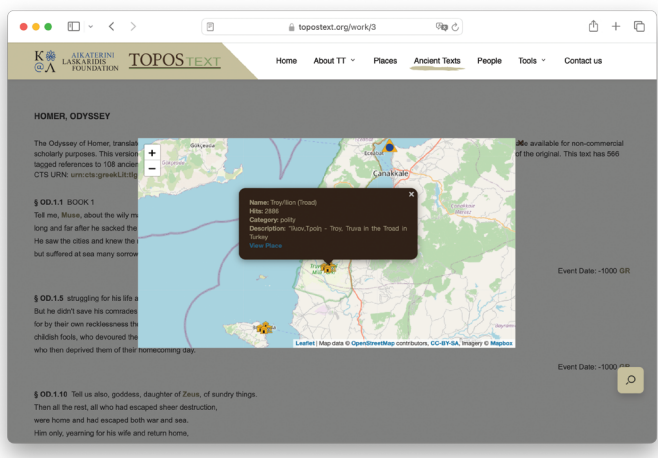 topostext.org/work/3
AIKATERINI
LASKARIDIS
FOUNDATION
TOPOS TEXT
Home About TT Places Ancient Texts People Tools Contact us
HOMER, ODYSSEY
The Odyssey of Homer, translat
are available for non-commercial
scholarly purposes. This version
of the original. This text has 566
tagged references to 108 ancien
CTS URN: urn:cts:greekLit:tlg
§ OD.1.1 BOOK 1
Tell me, Muse, about the wily ma
long and far after he sacked the
He saw the cities and knew the
but suffered at sea many sorrow
Event Date: -1000 GR
§ OD.1.5 struggling for his life a
But he didn't save his comrades
for by their own recklessness the
childish fools, who devoured the
who then deprived them of their homecoming day.
Event Date: -1000 GR
§ OD.1.10 Tell us also, goddess, daughter of Zeus, of sundry things.
Then all the rest, all who had escaped sheer destruction,
were home and had escaped both war and sea.
Him only, yearning for his wife and return home,
+
−
Gökçeada
Çanakkale
Name: Troy/Ilion (Troad)
Hits: 2886
Category: polity
Description: Ἴλιον,Τροίη - Troy, Truva in the Troad in
Turkey
View Place
Leaflet | Map data © OpenStreetMap contributors, CC-BY-SA, Imagery © Mapbox